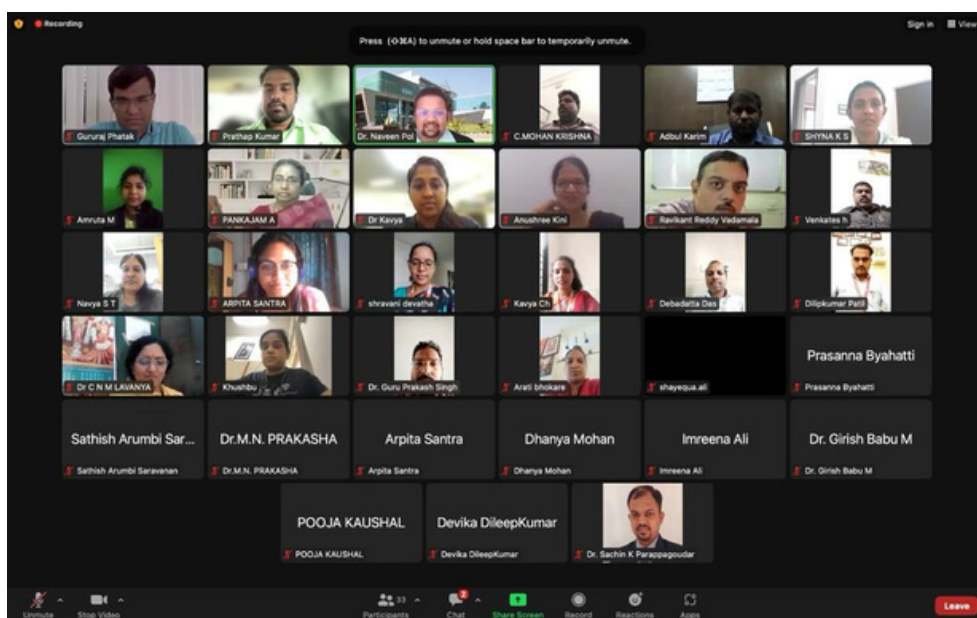 Recording
Sign in
View
Press (⇧⌘A) to unmute or hold space bar to temporarily unmute.
Gururaj Phatak
Prathap Kumar
Dr. Naveen Pol
C.MOHAN KRISHNA
Adbul Karim
SHYNA K S
Amruta M
PANKAJAM A
Dr Kavya
Anushree Kini
Ravikant Reddy Vadamala
Venkates h
Navya S T
ARPITA SANTRA
shravani devatha
Kavya Ch
Debadatta Das
Dilipkumar Patil
Dr C N M LAVANYA
Khushbu
Dr. Guru Prakash Singh
Arati bhokare
shayequa.ali
Prasanna Byahatti
Prasanna Byahatti
Sathish Arumbi Sar...
Sathish Arumbi Saravanan
Dr.M.N. PRAKASHA
Dr.M.N. PRAKASHA
Arpita Santra
Arpita Santra
Dhanya Mohan
Dhanya Mohan
Imreena Ali
Imreena Ali
Dr. Girish Babu M
Dr. Girish Babu M
POOJA KAUSHAL
POOJA KAUSHAL
Devika DileepKumar
Devika DileepKumar
Dr. Sachin K Parappagoudar
Unmute
Stop Video
33
Participants
2
Chat
Share Screen
Record
Reactions
Apps
Leave